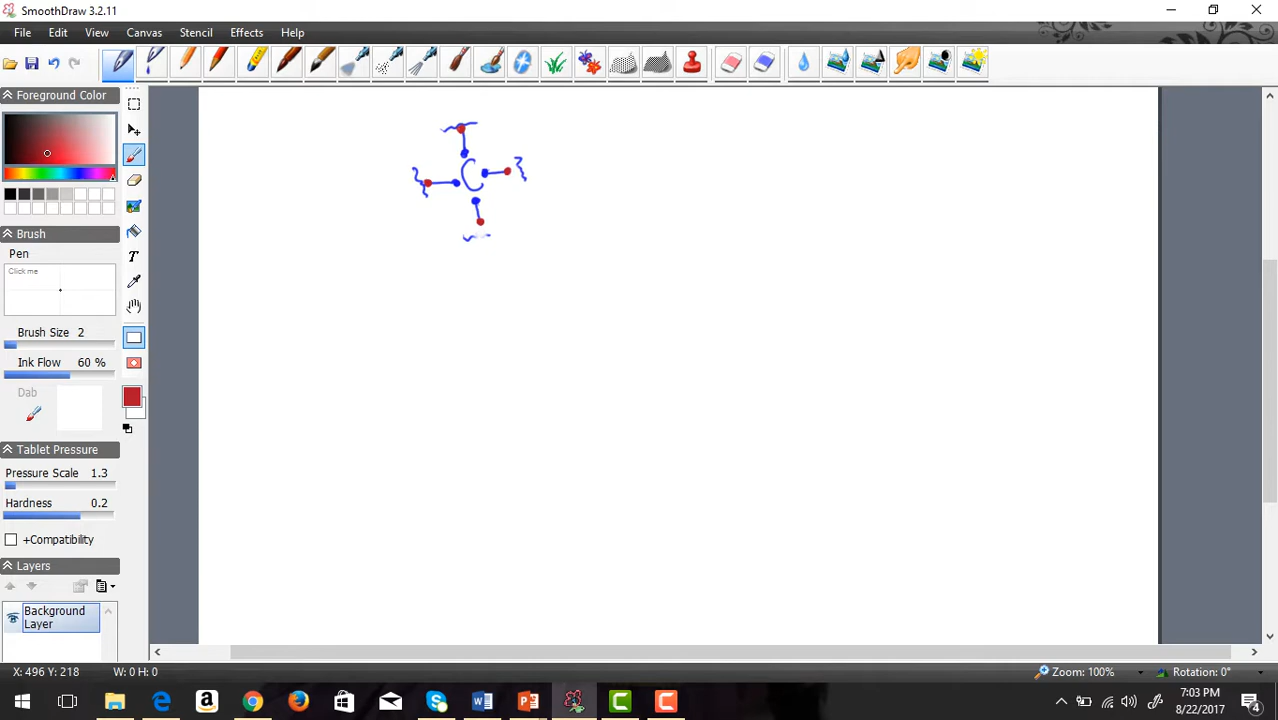 SmoothDraw 3.2.11
File Edit View Canvas Stencil Effects Help
Foreground Color
C
Brush
Pen
Click me
Brush Size 2
Ink Flow 60 %
Dab
Tablet Pressure
Pressure Scale 1.3
Hardness 0.2
+Compatibility
Layers
Background
Layer
X: 496 Y: 218 W: 0 H: 0 Zoom: 100% Rotation: 0°
7:03 PM
8/22/2017
4